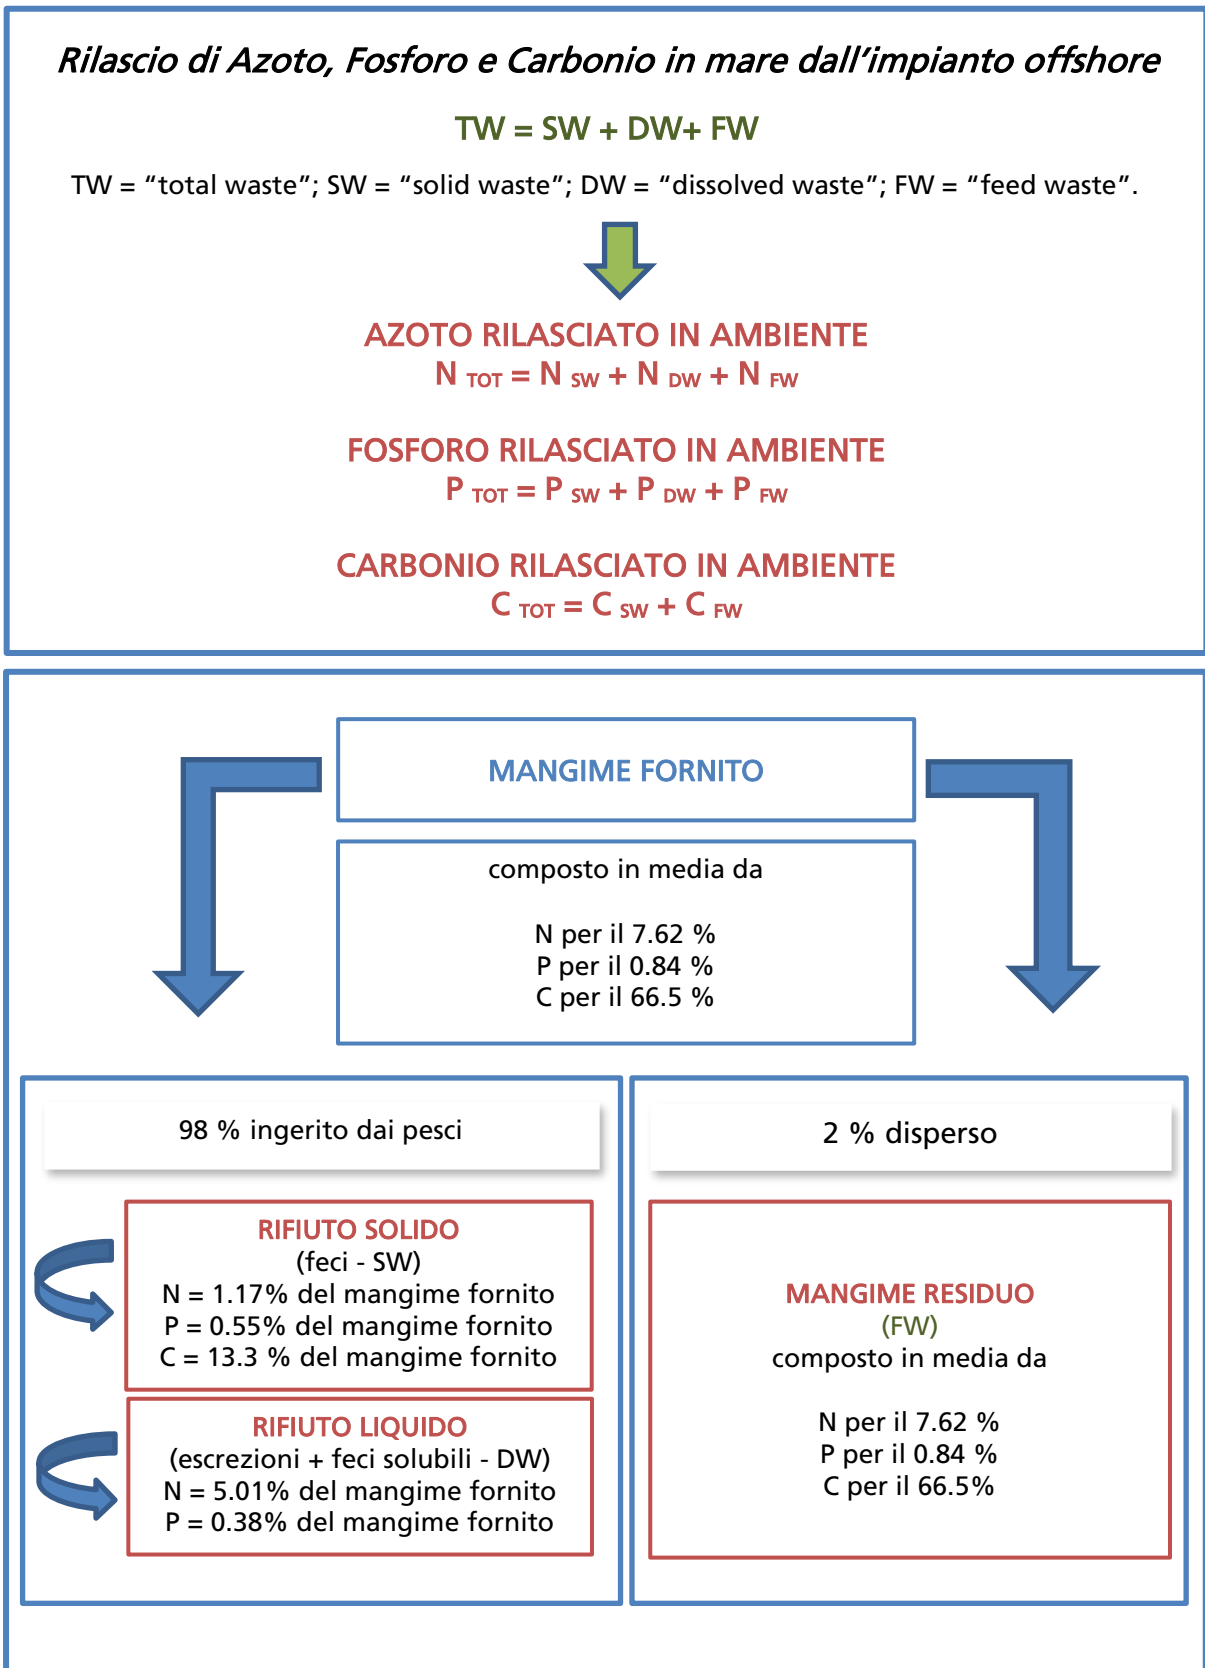 Rilascio di Azoto, Fosforo e Carbonio in mare dall’impianto offshore
TW = SW + DW+ FW
TW = “total waste”; SW = “solid waste”; DW = “dissolved waste”; FW = “feed waste”.
AZOTO RILASCIATO IN AMBIENTE
N TOT = N SW + N DW + N FW
FOSFORO RILASCIATO IN AMBIENTE
P TOT = P SW + P DW + P FW
CARBONIO RILASCIATO IN AMBIENTE
C TOT = C SW + C FW
MANGIME FORNITO
composto in media da
N per il 7.62 %
P per il 0.84 %
C per il 66.5 %
98 % ingerito dai pesci
RIFIUTO SOLIDO
(feci - SW)
N = 1.17% del mangime fornito
P = 0.55% del mangime fornito
C = 13.3 % del mangime fornito
RIFIUTO LIQUIDO
(escrezioni + feci solubili - DW)
N = 5.01% del mangime fornito
P = 0.38% del mangime fornito
2 % disperso
MANGIME RESIDUO
(FW)
composto in media da
N per il 7.62 %
P per il 0.84 %
C per il 66.5%